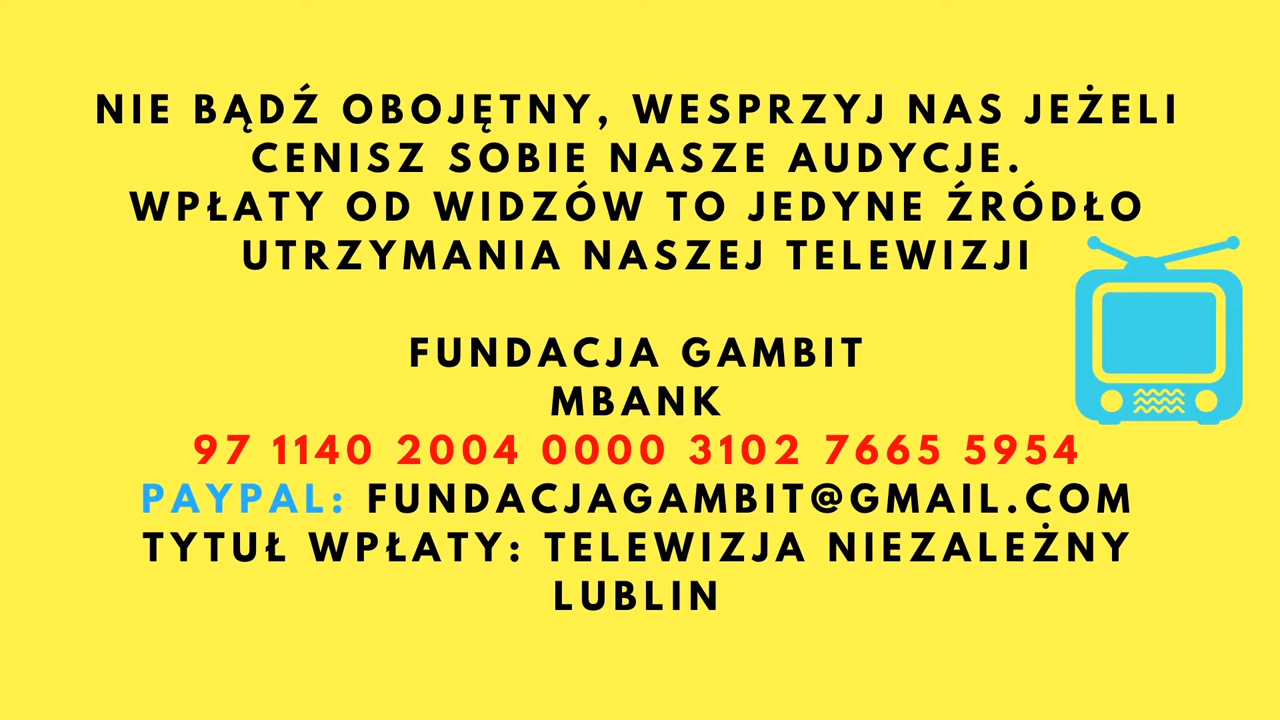 NIE BĄDŹ OBOJĘTNY, WESPRZYJ NAS JEŻELI
CENISZ SOBIE NASZE AUDYCJE.
WPŁATY OD WIDZÓW TO JEDYNE ŹRÓDŁO
UTRZYMANIA NASZEJ TELEWIZJI
FUNDACJA GAMBIT
MBANK
97 1140 2004 0000 3102 7665 5954
PAYPAL: FUNDACJAGAMBIT@GMAIL.COM
TYTUŁ WPŁATY: TELEWIZJA NIEZALEŻNY
LUBLIN